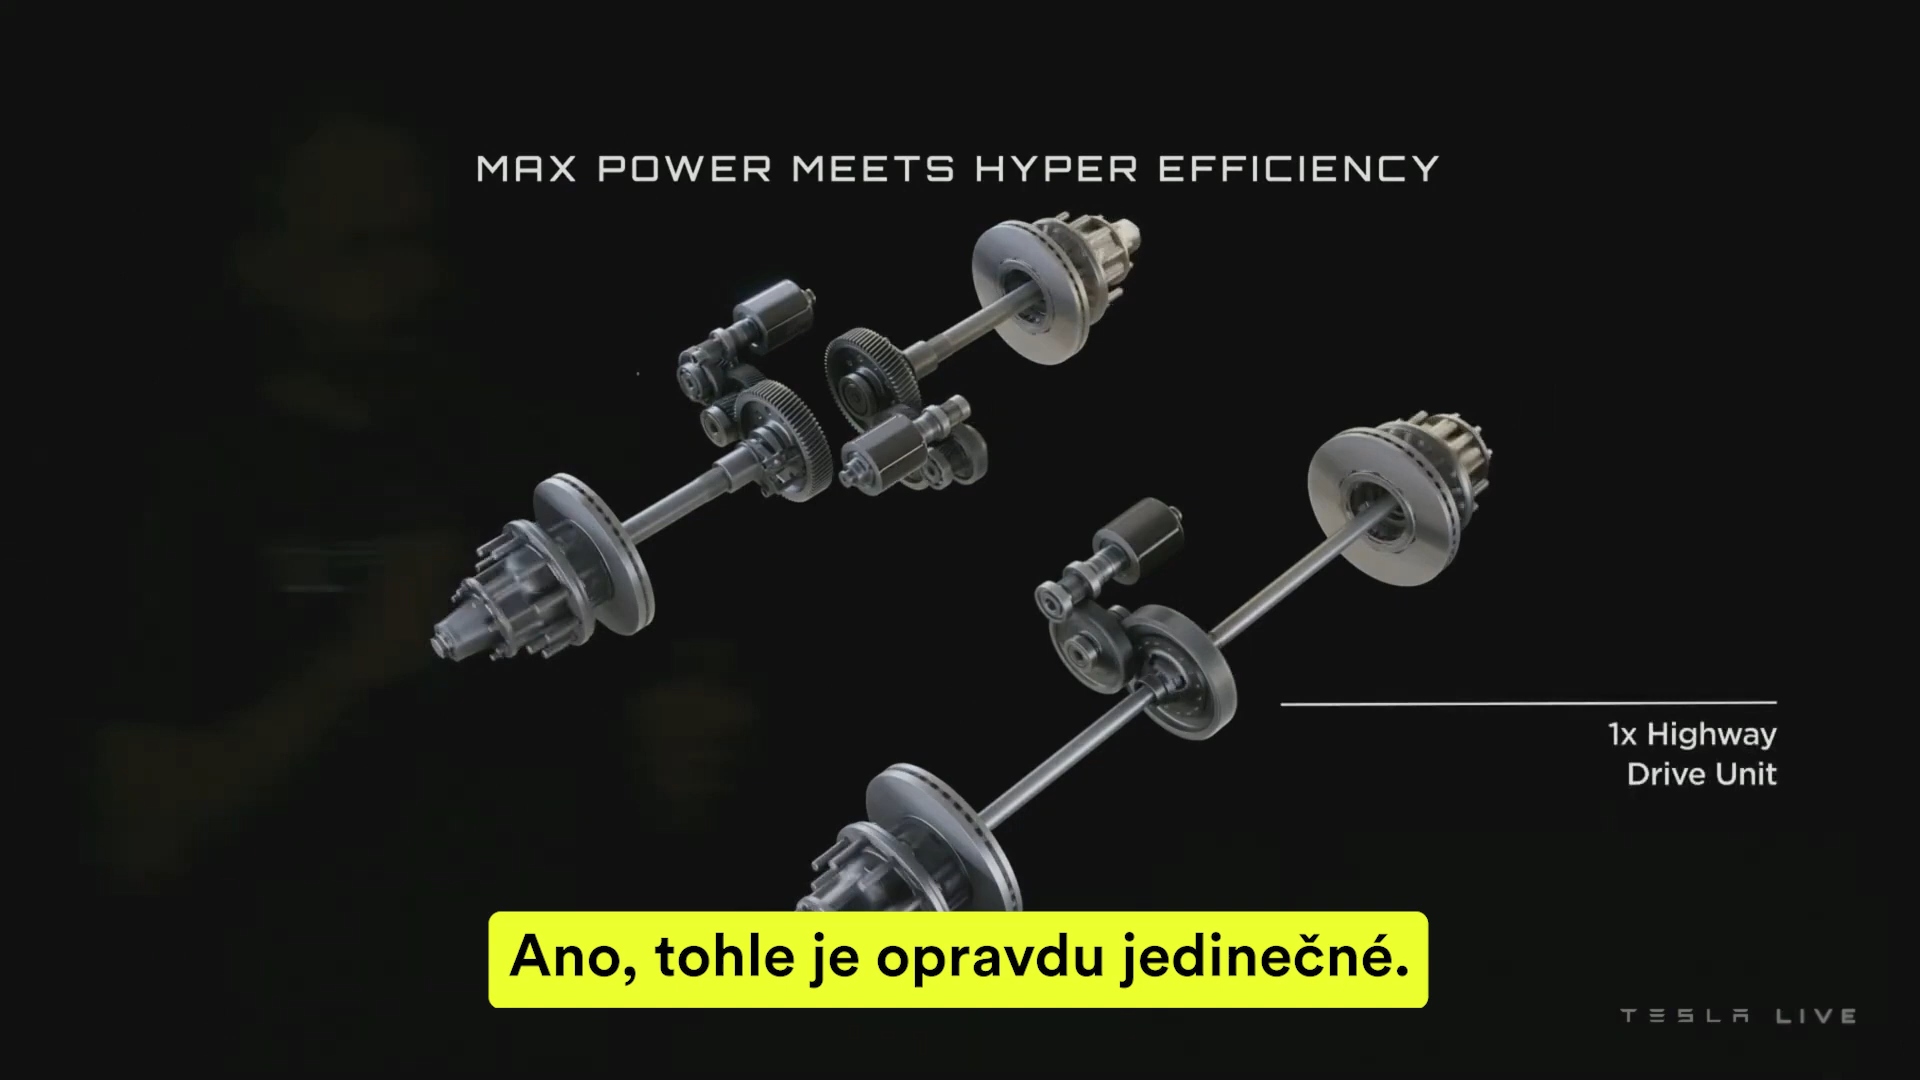 MAX POWER MEETS HYPER EFFICIENCY
1x Highway
Drive Unit
Ano, tohle je opravdu jedinečné.
TESLA LIVE